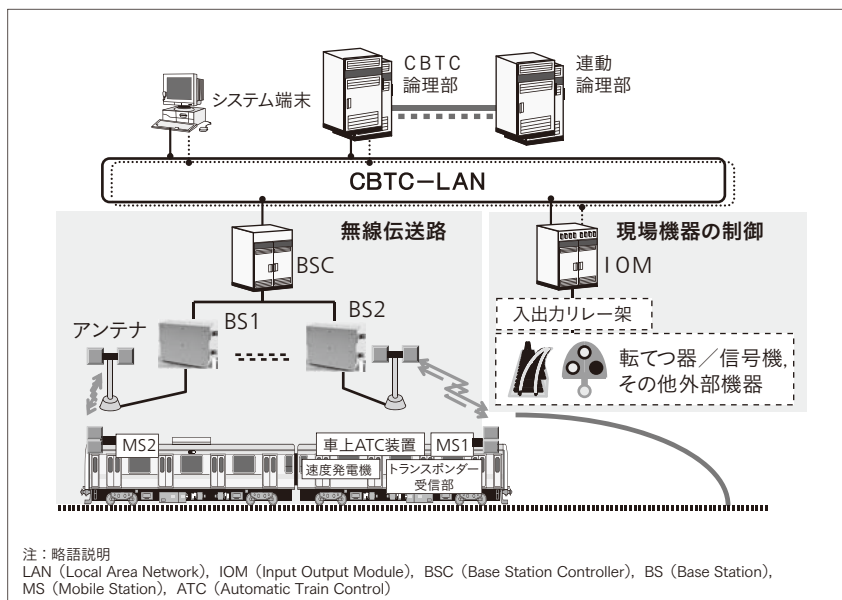 CBTC
論理部
連動
論理部
システム端末
CBTC－LAN
無線伝送路
現場機器の制御
BSC
IOM
BS1
BS2
アンテナ
入出力リレー架
転てつ器／信号機，
その他外部機器
MS2
車上ATC装置
MS1
速度発電機
トランスポンダー
受信部
注：略語説明
LAN（Local Area Network），IOM（Input Output Module），BSC（Base Station Controller），BS（Base Station），
MS（Mobile Station），ATC（Automatic Train Control）